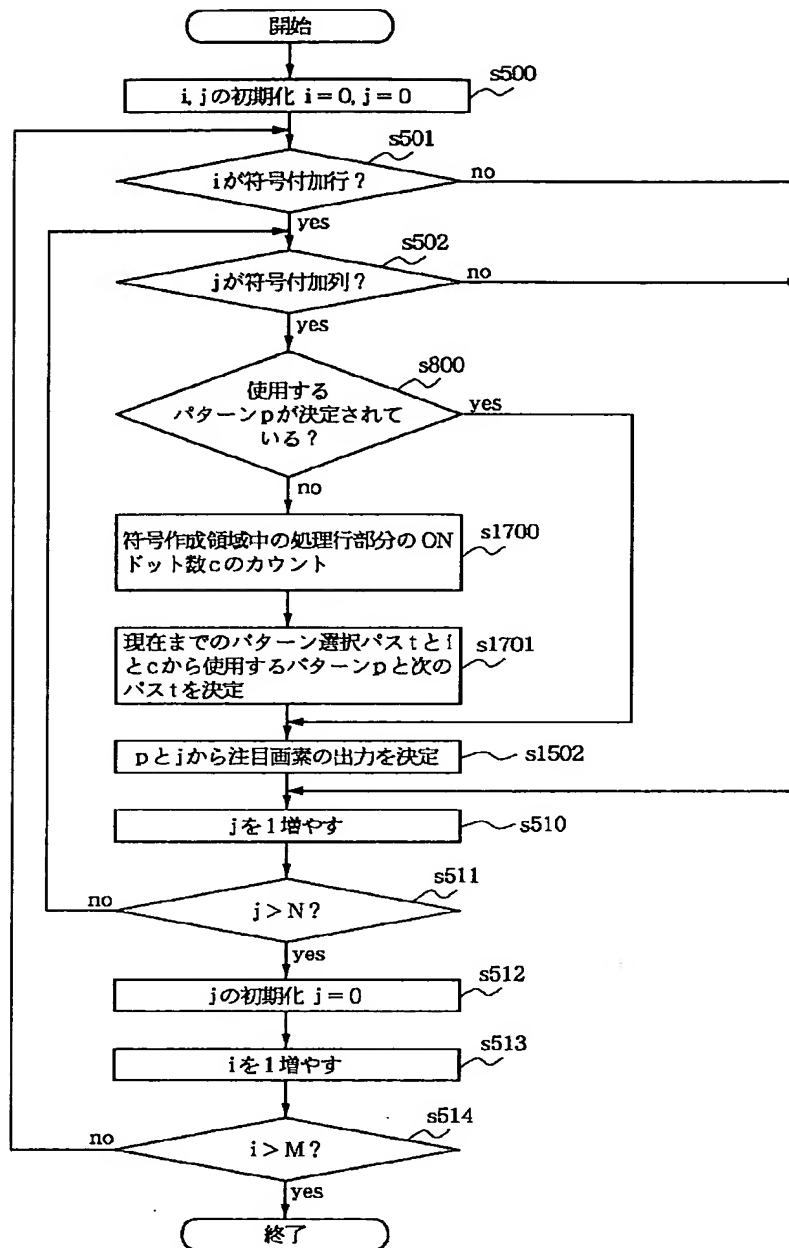 開始
s500
i, jの初期化 i=0, j=0
s501
iが符号付加行？
no
yes
s502
jが符号付加列？
no
yes
s800
使用する
パターンpが決定されて
いる？
yes
no
s1700
符号作成領域中の処理行部分のON
ドット数cのカウント
s1701
現在までのパターン選択パスtとi
とcから使用するパターンpと次の
パスtを決定
pとjから注目画素の出力を決定
s1502
jを1増やす
s510
s511
no
j>N？
yes
s512
jの初期化 j=0
s513
iを1増やす
s514
no
i>M？
yes
終了